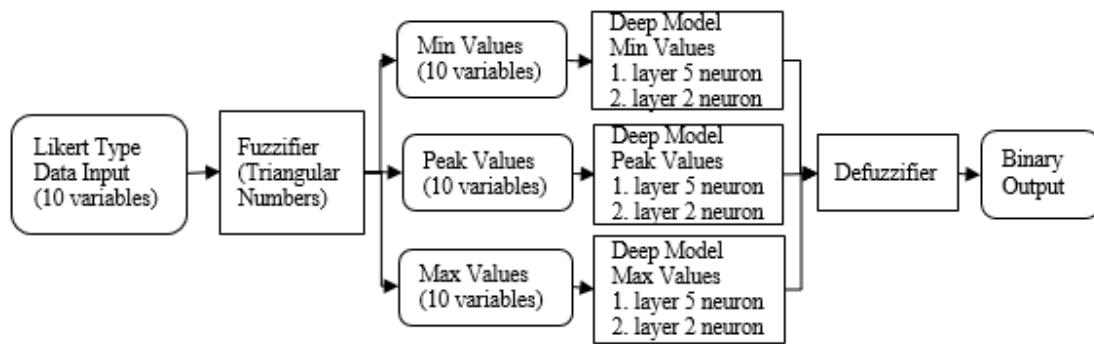 Likert Type
Data Input
(10 variables)
Fuzzifier
(Triangular
Numbers)
Min Values
(10 variables)
Peak Values
(10 variables)
Max Values
(10 variables)
Deep Model
Min Values
1. layer 5 neuron
2. layer 2 neuron
Deep Model
Peak Values
1. layer 5 neuron
2. layer 2 neuron
Deep Model
Max Values
1. layer 5 neuron
2. layer 2 neuron
Defuzzifier
Binary
Output